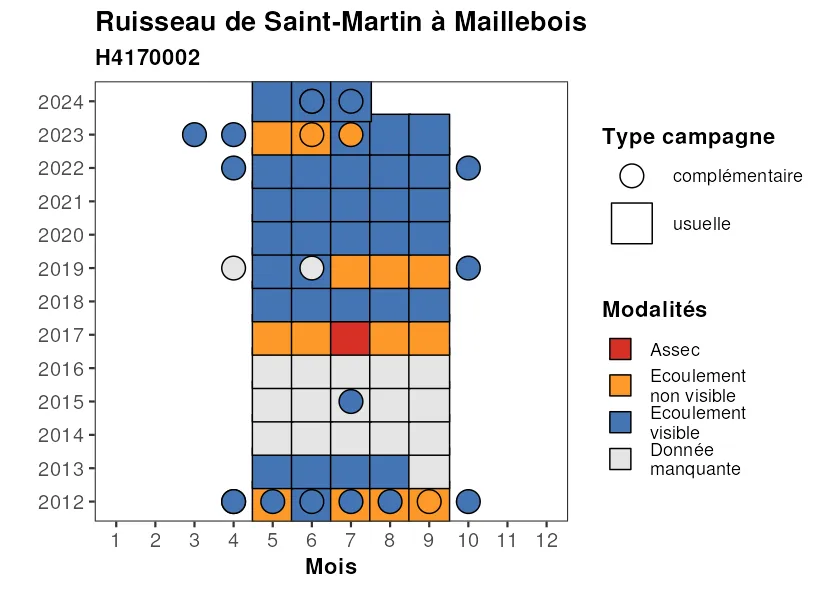 Ruisseau de Saint-Martin à Maillebois
H4170002
2024
2023
2022
2021
2020
2019
2018
2017
2016
2015
2014
2013
2012
1 2 3 4 5 6 7 8 9 10 11 12
Mois
Type campagne
complémentaire
usuelle
Modalités
Assec
Ecoulement
non visible
Ecoulement
visible
Donnée
manquante